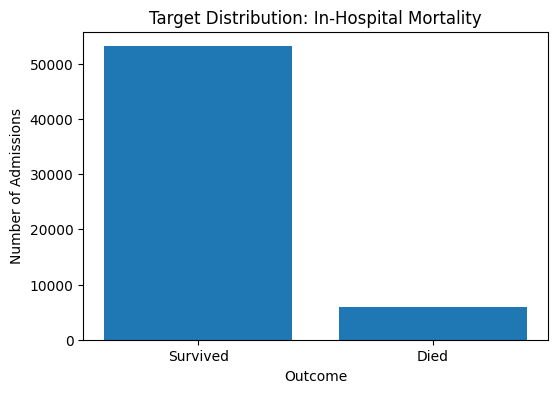 Target Distribution: In-Hospital Mortality
50000
40000
30000
20000
10000
0
Number of Admissions
Survived
Died
Outcome